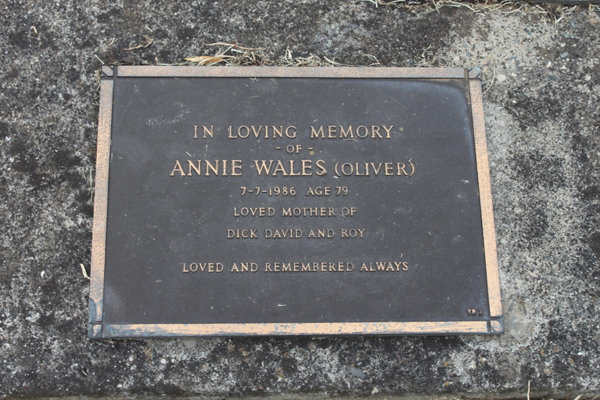 IN LOVING MEMORY
- OF -
ANNIE WALES (OLIVER)
7-7-1986 AGE 79
LOVED MOTHER OF
DICK DAVID AND ROY
LOVED AND REMEMBERED ALWAYS